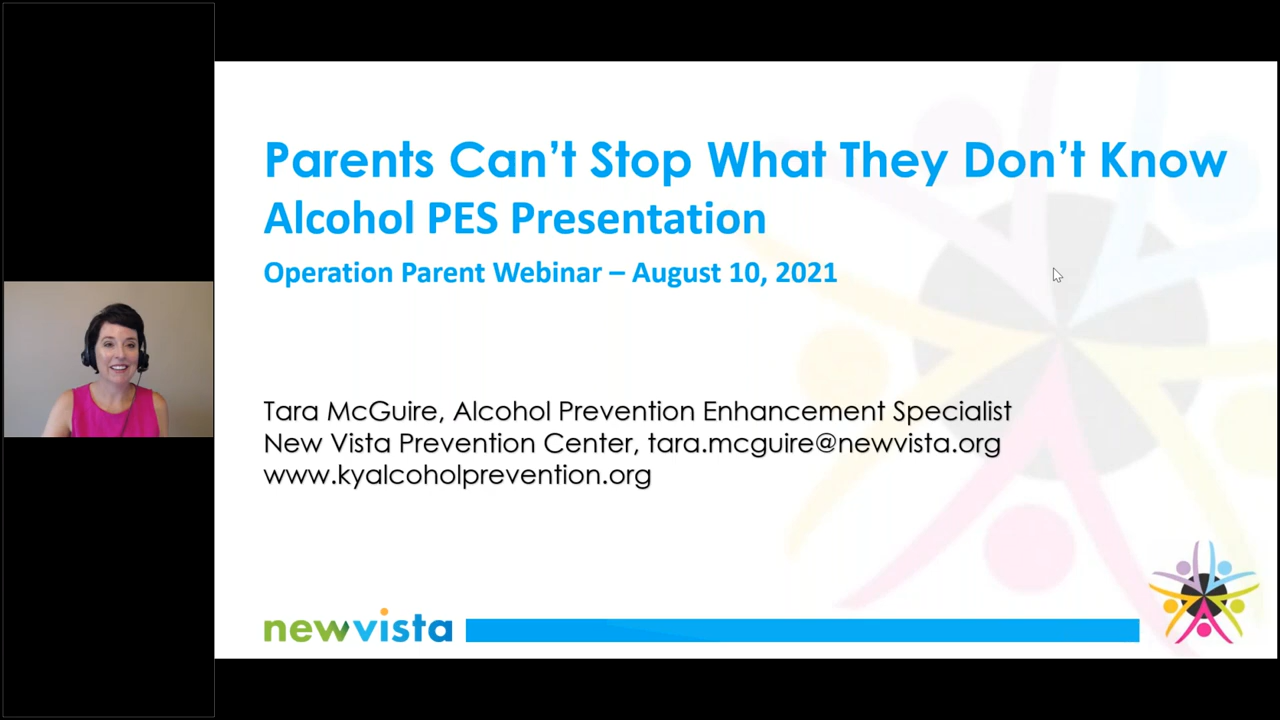 Parents Can't Stop What They Don't Know
Alcohol PES Presentation
Operation Parent Webinar – August 10, 2021
Tara McGuire, Alcohol Prevention Enhancement Specialist
New Vista Prevention Center, tara.mcguire@newvista.org
www.kyalcoholprevention.org
newvista